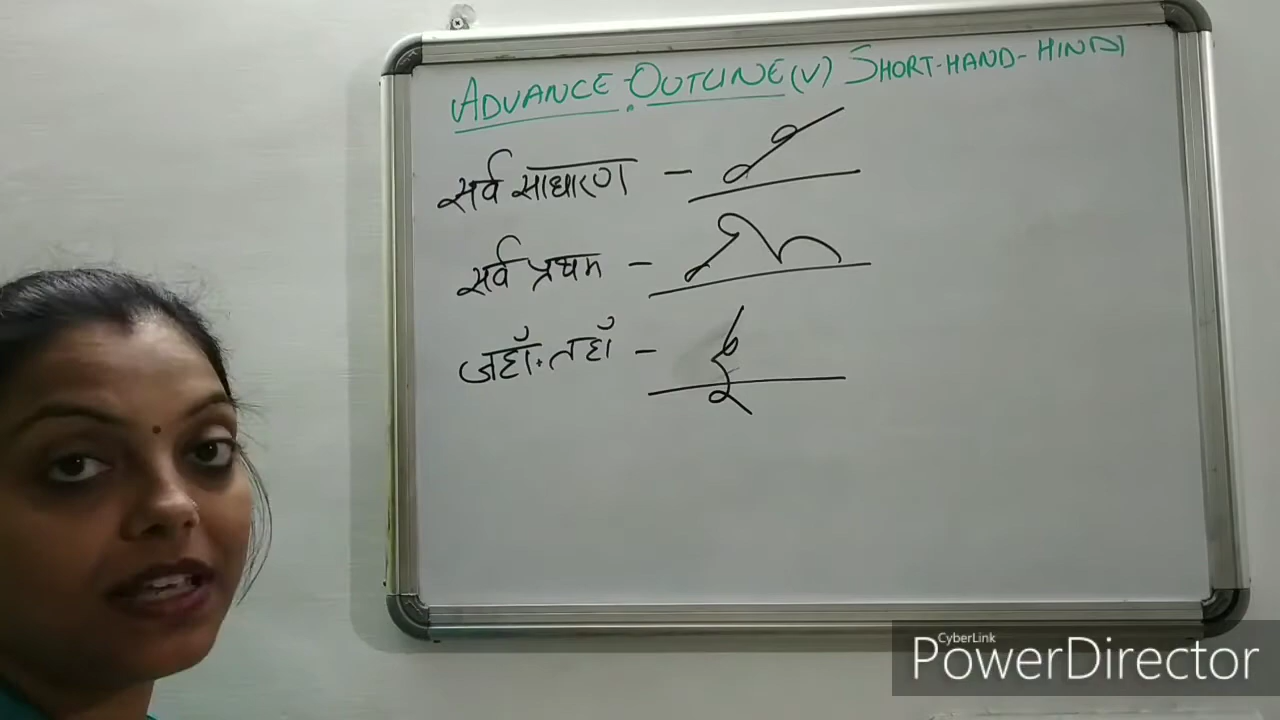 ADVANCE OUTLINE (V) SHORT-HAND-HINDI
सर्व साधारण -
सर्व प्रथम -
जहाँ.तहाँ -
CyberLink
PowerDirector